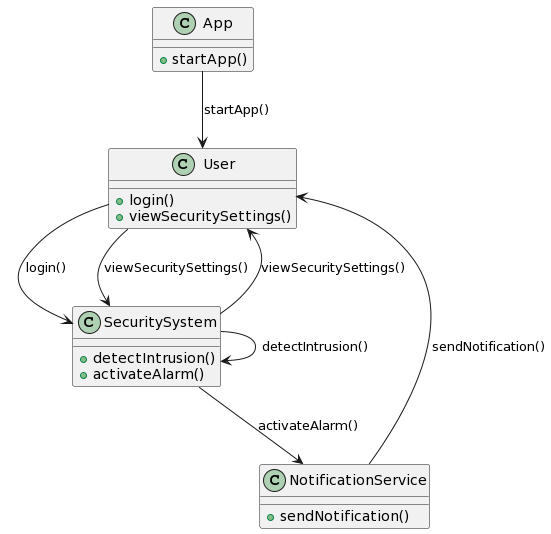 C App
startApp()
startApp()
C User
login()
viewSecuritySettings()
login()
viewSecuritySettings()
viewSecuritySettings()
C SecuritySystem
detectIntrusion()
activateAlarm()
detectIntrusion()
sendNotification()
activateAlarm()
C NotificationService
sendNotification()